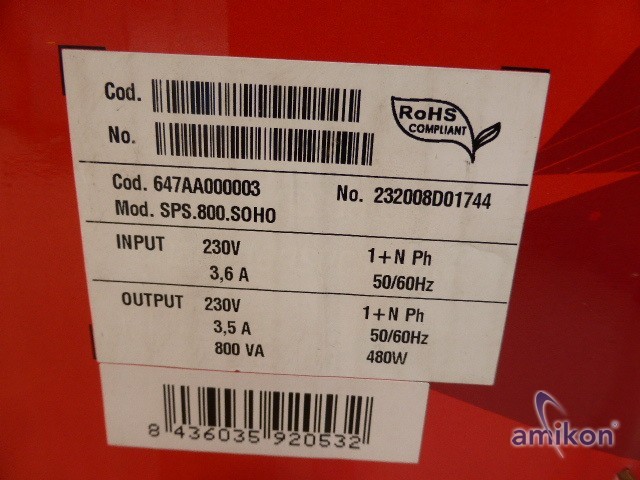 Cod.
RoHS
COMPLIANT
No.
Cod. 647AA000003 No. 232008D01744
Mod. SPS.800.SOHO
INPUT 230V 1+N Ph
3,6 A 50/60Hz
OUTPUT 230V 1+N Ph
3,5 A 50/60Hz
800 VA 480W
8 436035 920532
amikon